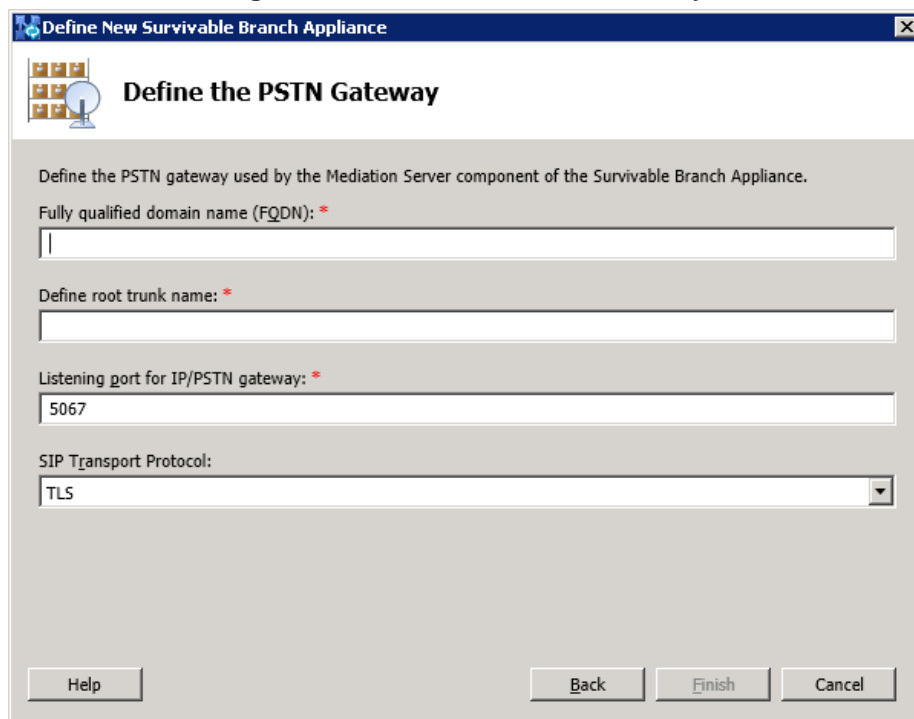 Define New Survivable Branch Appliance
Define the PSTN Gateway
Define the PSTN gateway used by the Mediation Server component of the Survivable Branch Appliance.
Fully qualified domain name (FQDN): *
Define root trunk name: *
Listening port for IP/PSTN gateway: *
5067
SIP Transport Protocol:
TLS
Help Back Finish Cancel